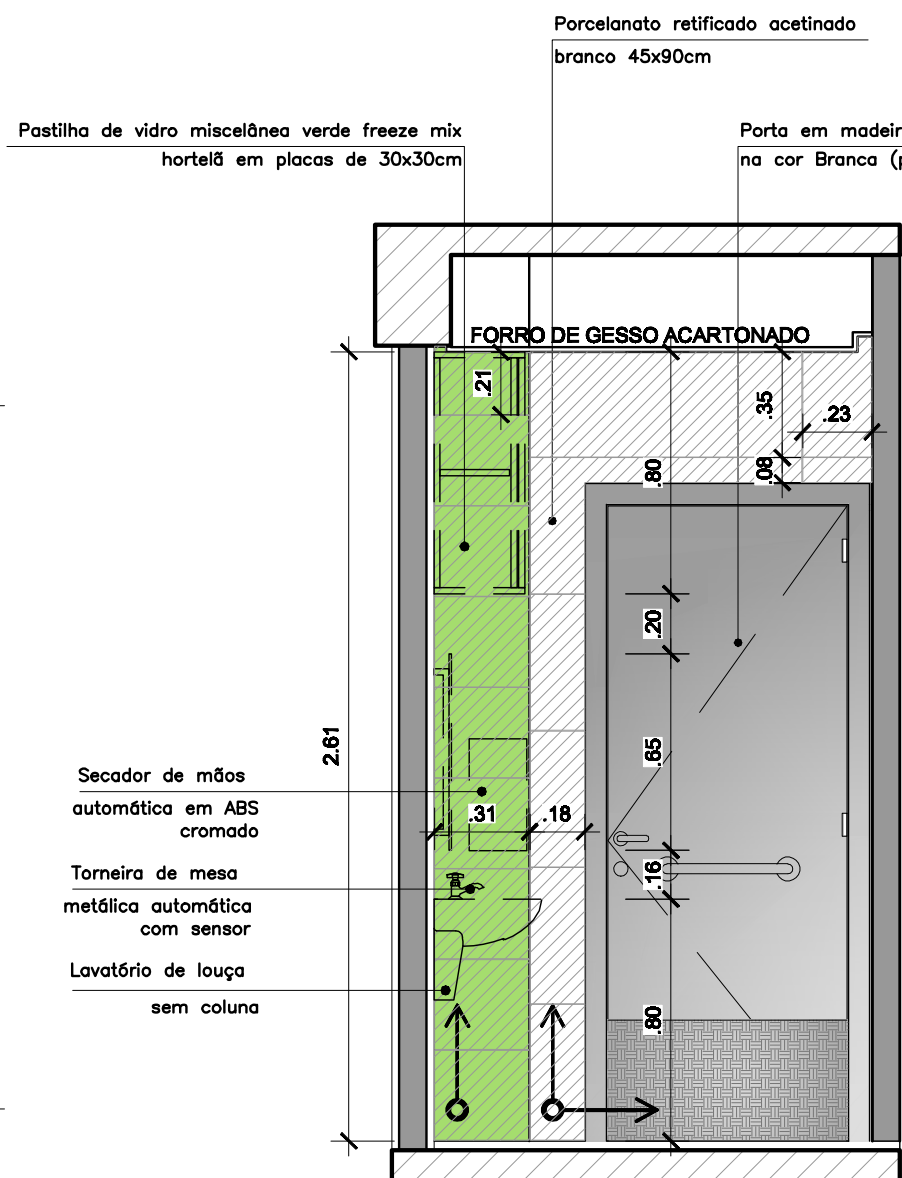 Porcelanato retificado acetinado
branco 45x90cm
Pastilha de vidro miscelânea verde freeze mix
hortelã em placas de 30x30cm
Porta em
na cor Branca
FORRO DE GESSO ACARTONADO
.21
.35
.23
.80
.08
.20
2.61
.65
Secador de mãos
automática em ABS
cromado
.31
.18
Torneira de mesa
metálica automática
com sensor
.16
Lavatório de louça
sem coluna
.80